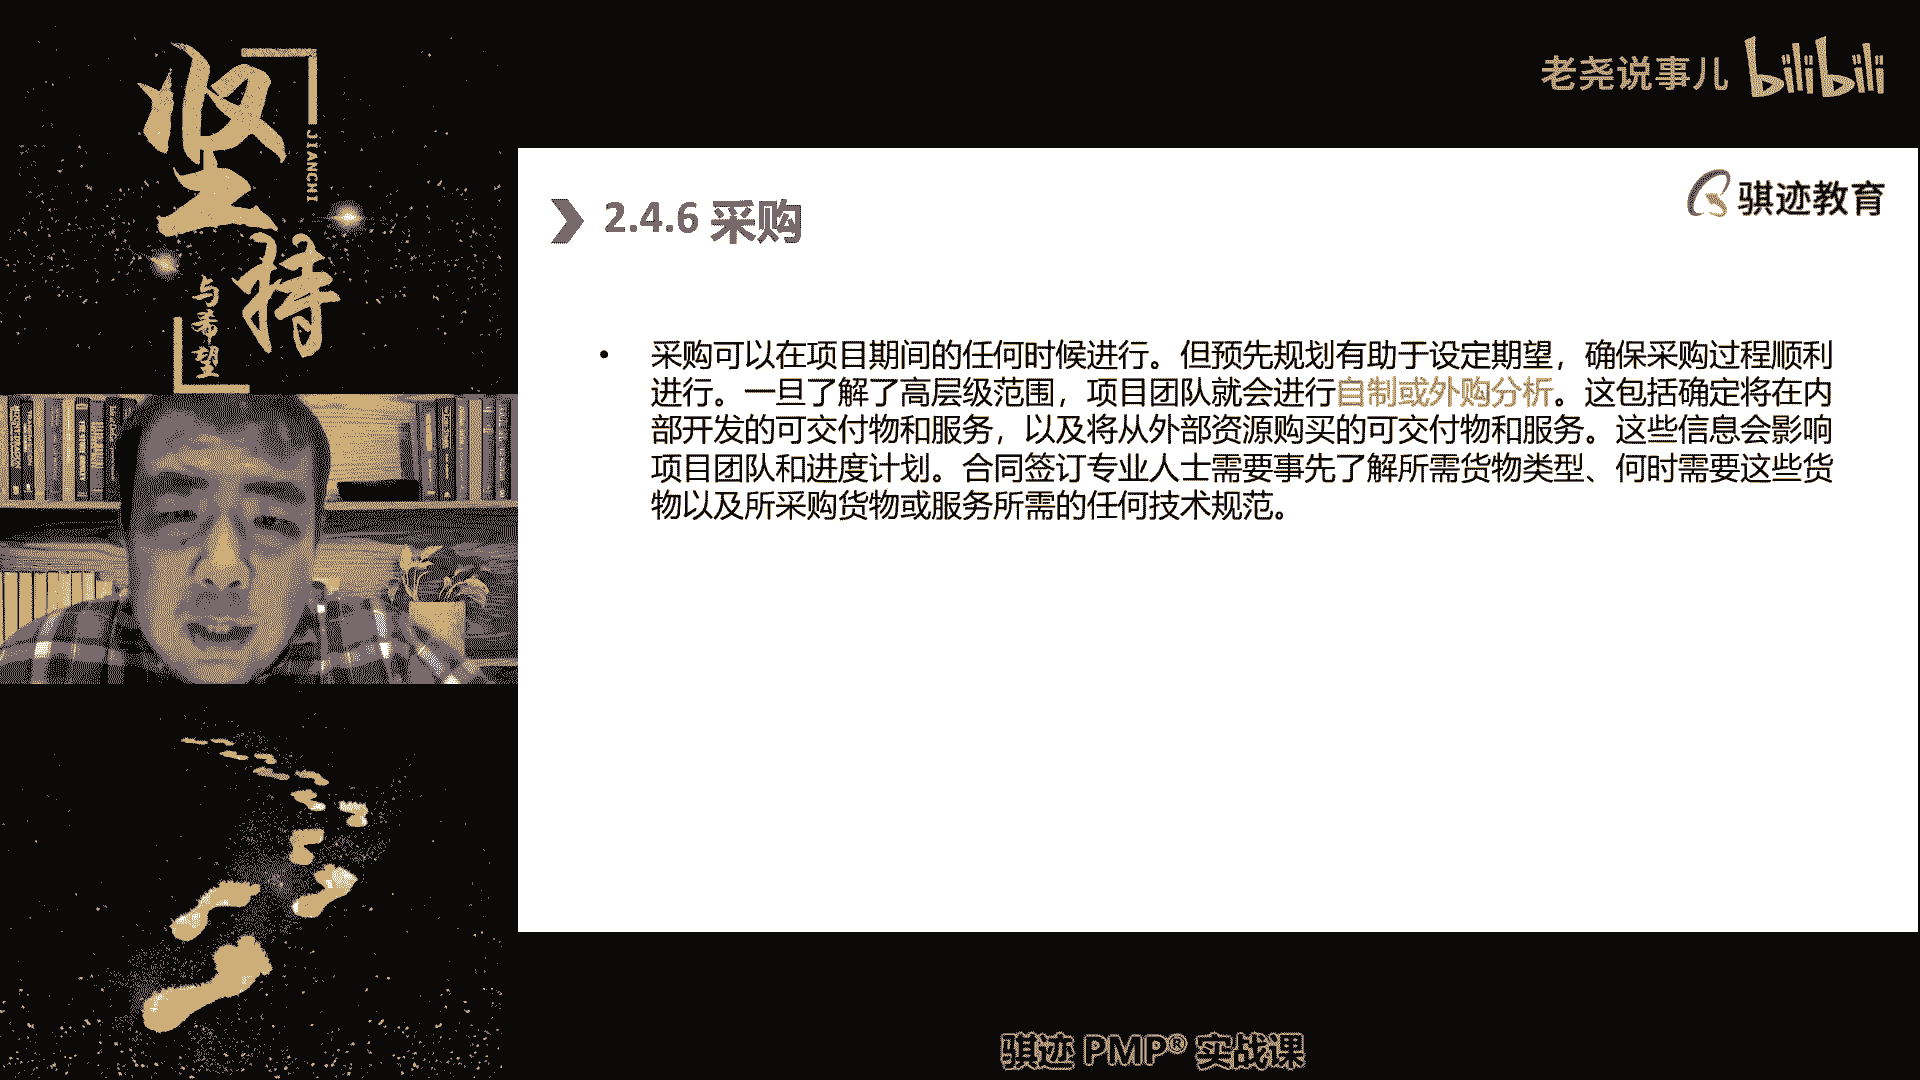 坚持
JIANCHI
与希望
老尧说事儿 bilibili
骐迹教育
2.4.6 采购
• 采购可以在项目期间的任何时候进行。但预先规划有助于设定期望，确保采购过程顺利
进行。一旦了解了高层级范围，项目团队就会进行自制或外购分析。这包括确定将在内
部开发的可交付物和服务，以及将从外部资源购买的可交付物和服务。这些信息会影响
项目团队和进度计划。合同签订专业人士需要事先了解所需货物类型、何时需要这些货
物以及所采购货物或服务所需的任何技术规范。
骐迹 PMP® 实战课